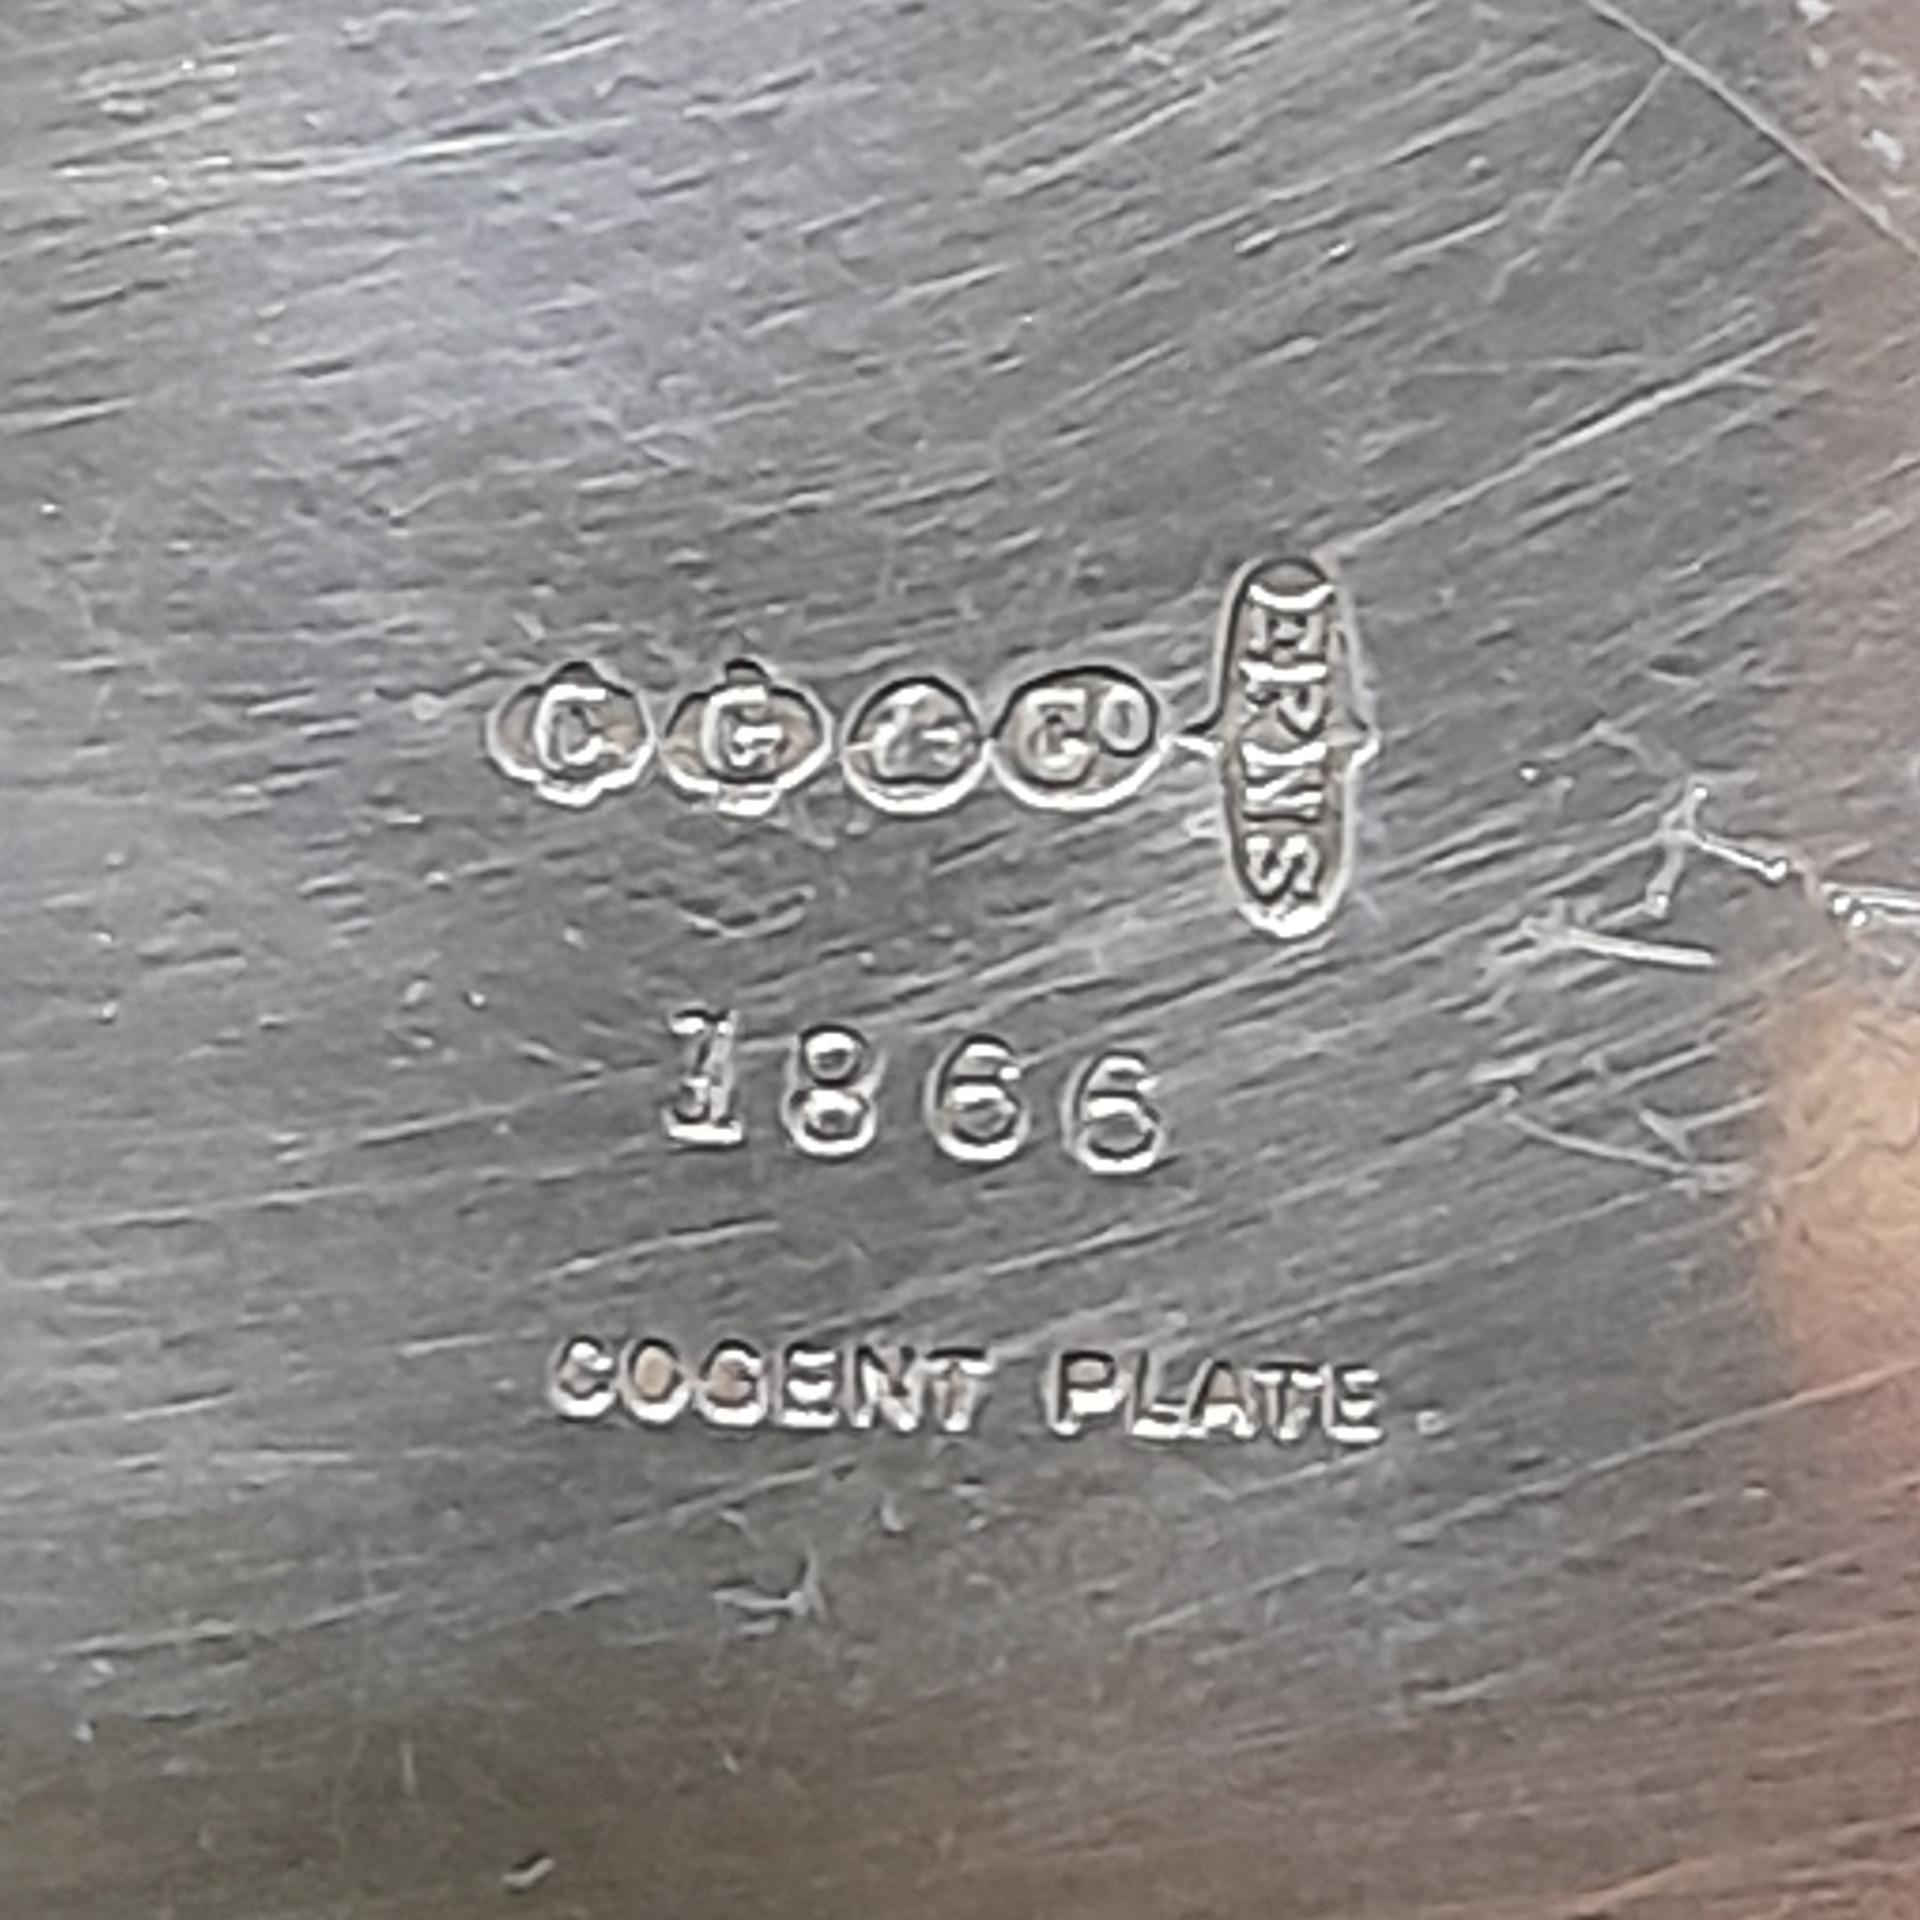 C G & Cº EPNS
1866
COGENT PLATE